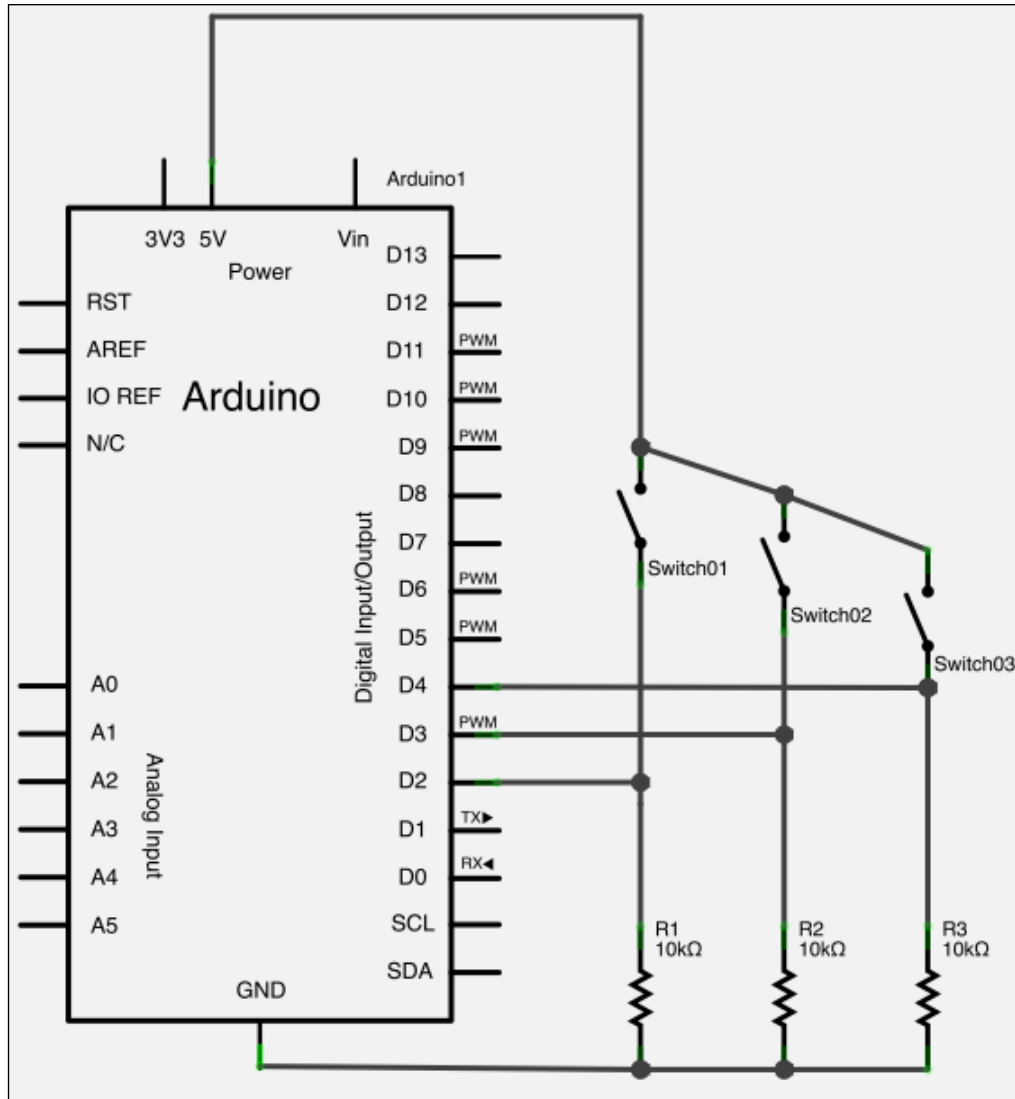 Arduino1
3V3 5V Vin
Power
D13
RST
D12
AREF
D11 PWM
IO REF
Arduino
D10 PWM
N/C
D9 PWM
D8
D7
D6 PWM
D5 PWM
Digital Input/Output
Switch01
Switch02
Switch03
A0
D4
A1
D3 PWM
A2
D2
A3
D1 TX▶
A4
D0 RX◀
A5
Analog Input
SCL
SDA
GND
R1
10kΩ
R2
10kΩ
R3
10kΩ